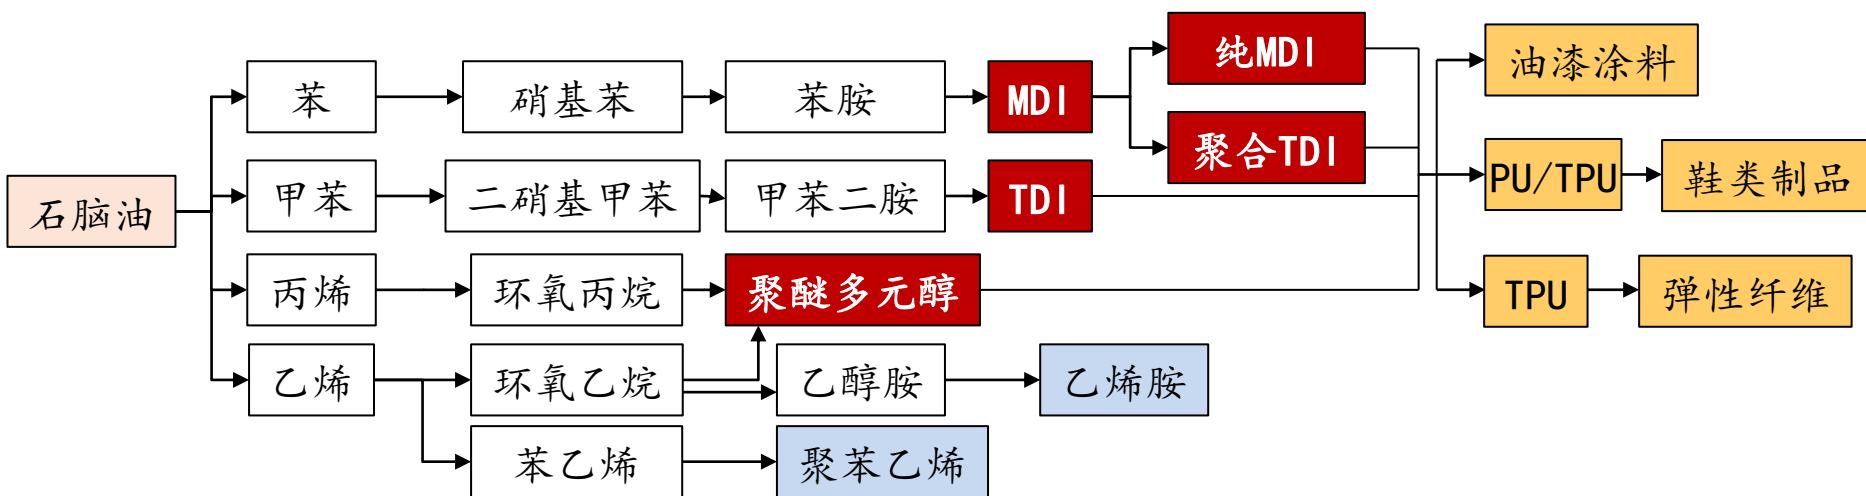 石脑油
苯
硝基苯
苯胺
MDI
纯MDI
聚合TDI
甲苯
二硝基甲苯
甲苯二胺
TDI
丙烯
环氧丙烷
聚醚多元醇
乙烯
环氧乙烷
乙醇胺
乙烯胺
苯乙烯
聚苯乙烯
油漆涂料
PU/TPU
鞋类制品
TPU
弹性纤维